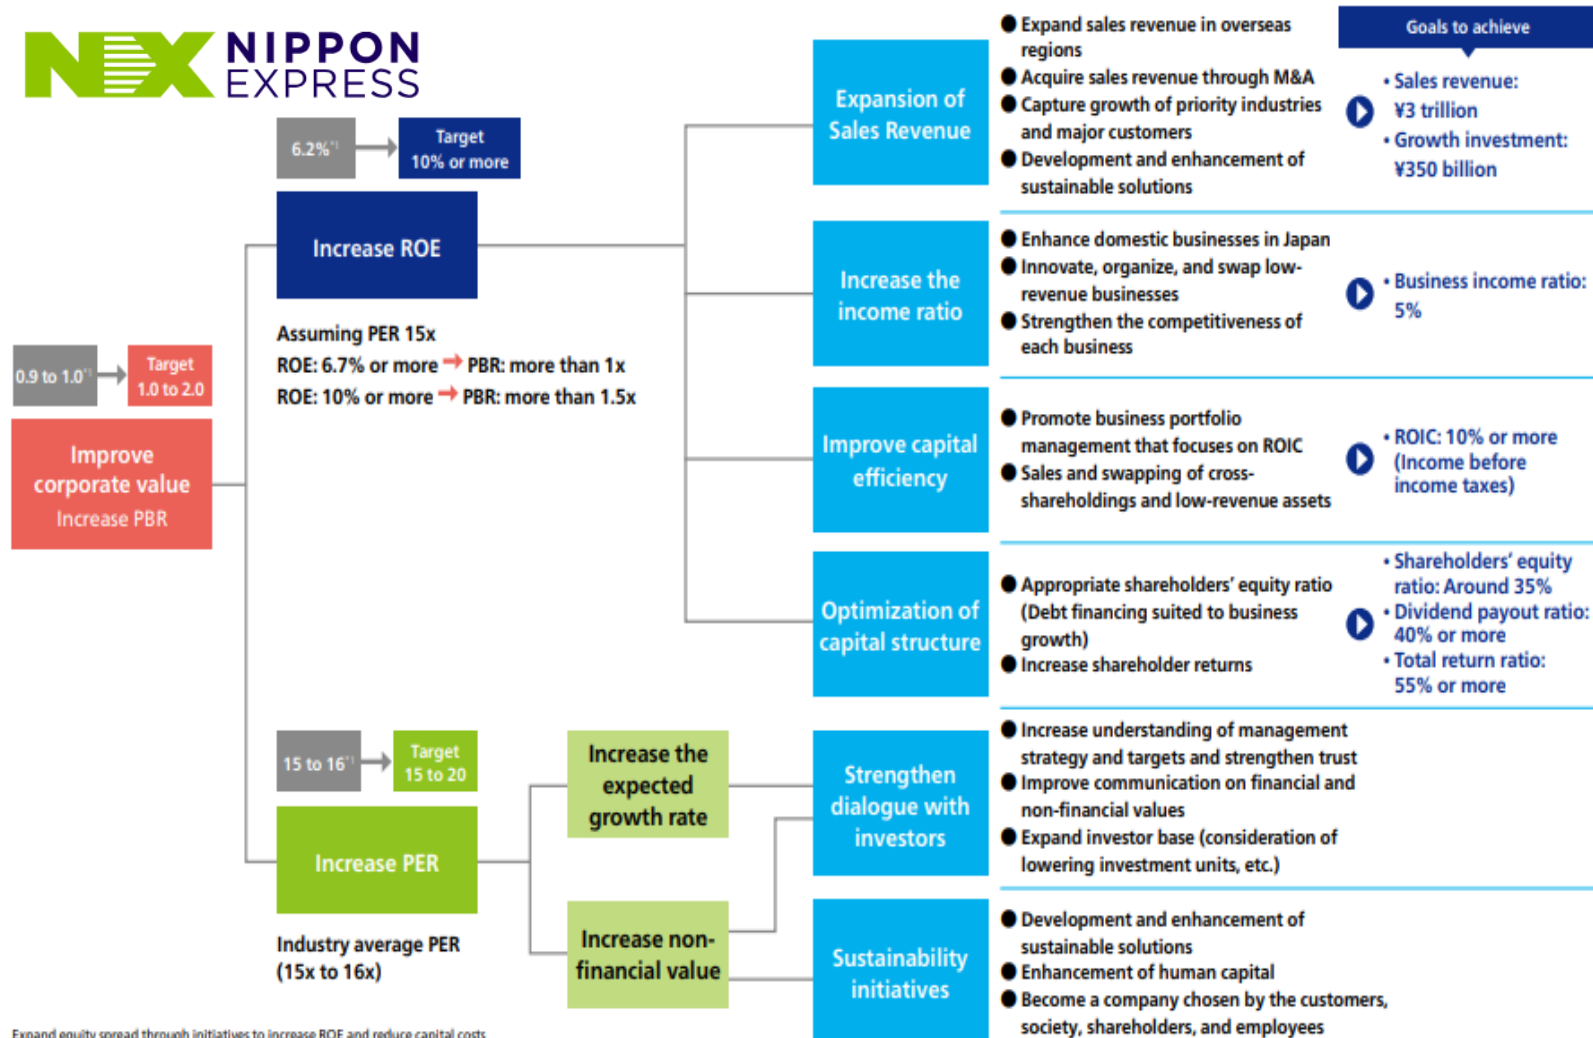 NX NIPPON
EXPRESS
6.2%*1
Target
10% or more
Increase ROE
Assuming PER 15x
ROE: 6.7% or more → PBR: more than 1x
ROE: 10% or more → PBR: more than 1.5x
0.9 to 1.0*1
Target
1.0 to 2.0
Improve
corporate value
Increase PBR
15 to 16*1
Target
15 to 20
Increase PER
Industry average PER
(15x to 16x)
Increase the
expected
growth rate
Increase non-
financial value
Expansion of
Sales Revenue
● Expand sales revenue in overseas
regions
● Acquire sales revenue through M&A
● Capture growth of priority industries
and major customers
● Development and enhancement of
sustainable solutions
Goals to achieve
• Sales revenue:
¥3 trillion
• Growth investment:
¥350 billion
Increase the
income ratio
● Enhance domestic businesses in Japan
● Innovate, organize, and swap low-
revenue businesses
● Strengthen the competitiveness of
each business
• Business income ratio:
5%
Improve capital
efficiency
● Promote business portfolio
management that focuses on ROIC
● Sales and swapping of cross-
shareholdings and low-revenue assets
• ROIC: 10% or more
(Income before
income taxes)
Optimization of
capital structure
● Appropriate shareholders' equity ratio
(Debt financing suited to business
growth)
● Increase shareholder returns
• Shareholders' equity
ratio: Around 35%
• Dividend payout ratio:
40% or more
• Total return ratio:
55% or more
Strengthen
dialogue with
investors
● Increase understanding of management
strategy and targets and strengthen trust
● Improve communication on financial and
non-financial values
● Expand investor base (consideration of
lowering investment units, etc.)
Sustainability
initiatives
● Development and enhancement of
sustainable solutions
● Enhancement of human capital
● Become a company chosen by the customers,
society, shareholders, and employees
Expand equity spread through initiatives to increase ROE and reduce capital costs